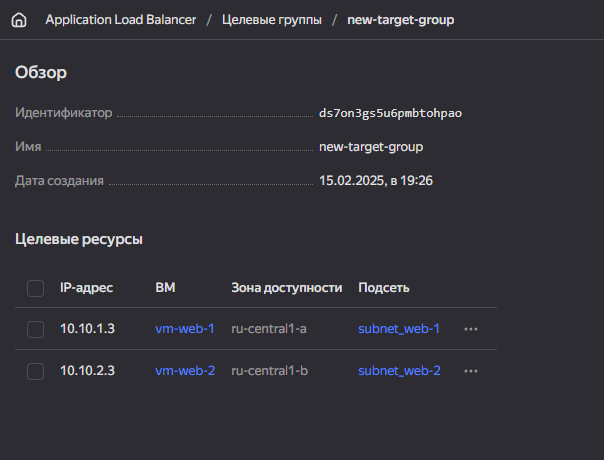 Application Load Balancer / Целевые группы / new-target-group
Обзор
Идентификатор ds7on3gs5u6pmbtohpao
Имя new-target-group
Дата создания 15.02.2025, в 19:26
Целевые ресурсы
IP-адрес ВМ Зона доступности Подсеть
10.10.1.3 vm-web-1 ru-central1-a subnet_web-1
10.10.2.3 vm-web-2 ru-central1-b subnet_web-2